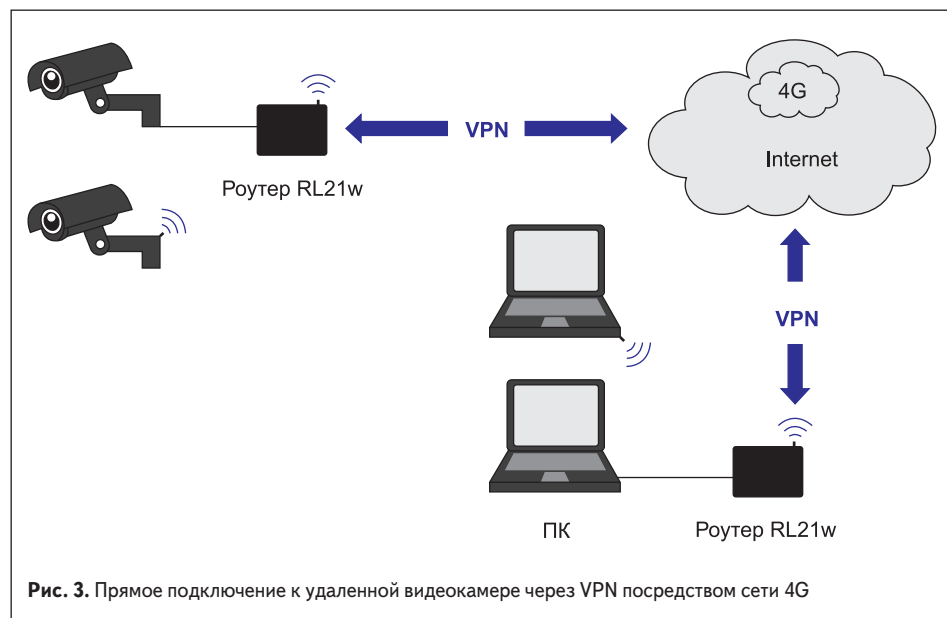 4G
VPN
Internet
Роутер RL21w
VPN
ПК
Роутер RL21w
Рис. 3. Прямое подключение к удаленной видеокамере через VPN посредством сети 4G